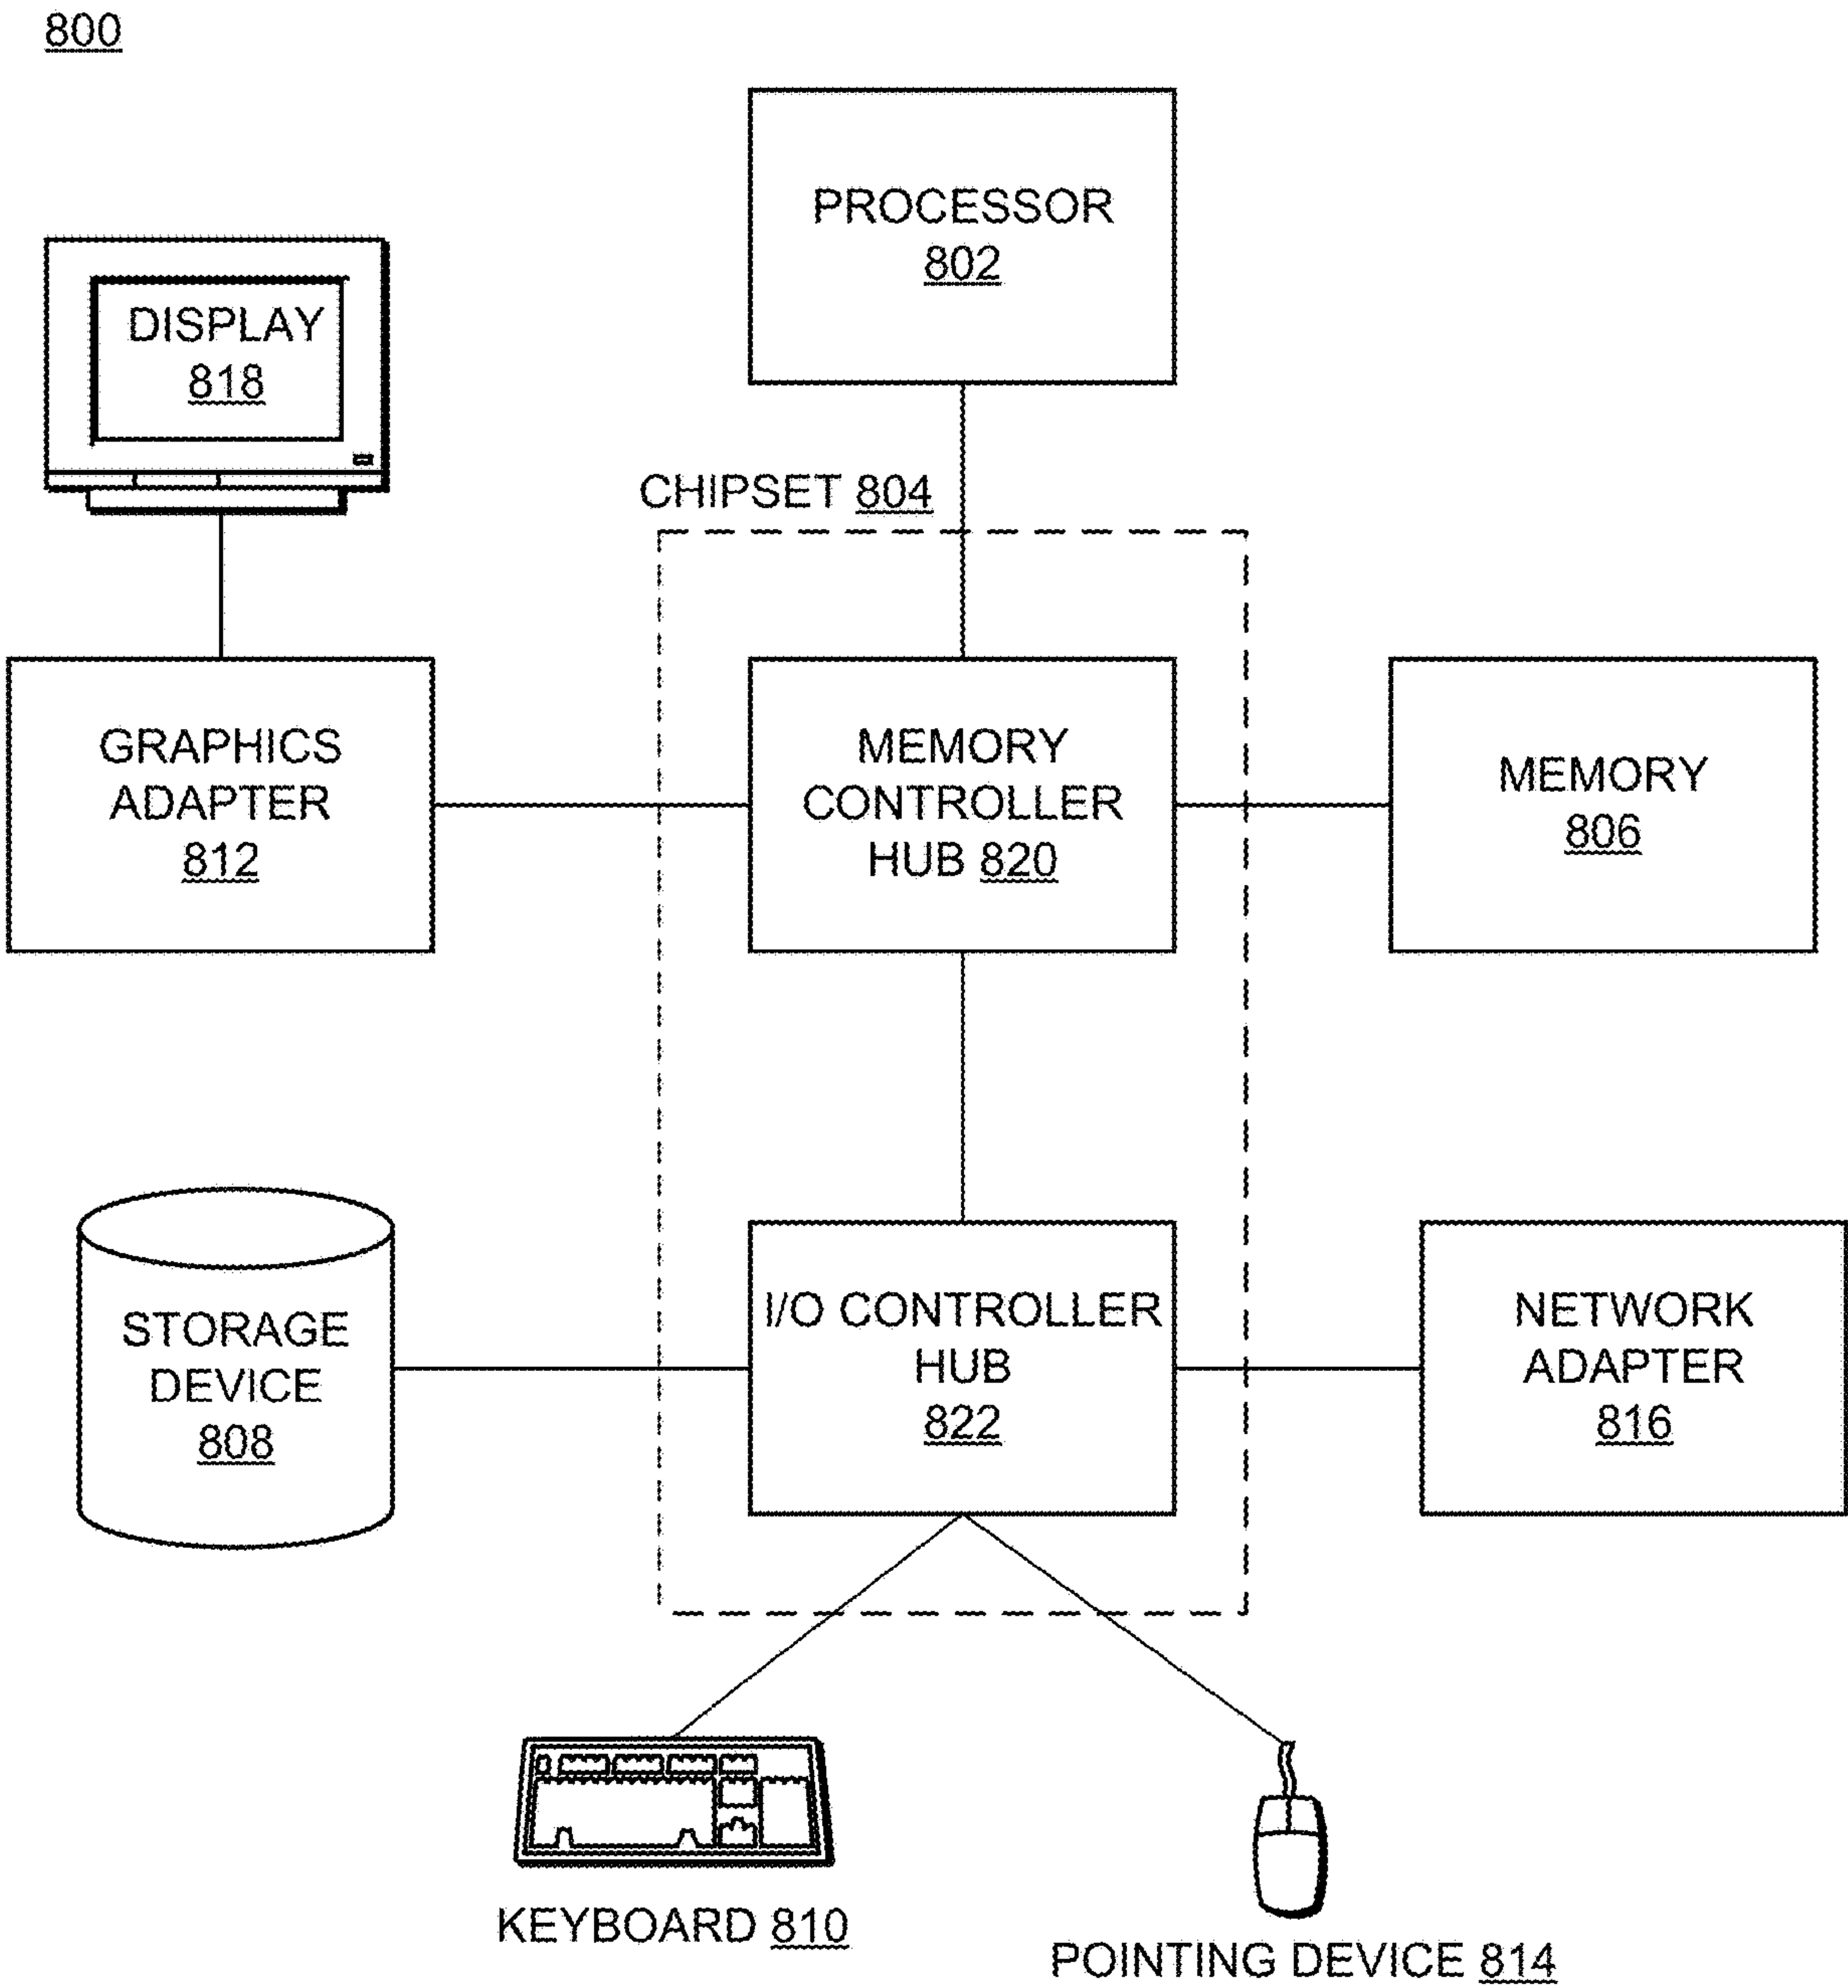 800
PROCESSOR
802
DISPLAY
818
CHIPSET 804
GRAPHICS
ADAPTER
812
MEMORY
CONTROLLER
HUB 820
MEMORY
806
STORAGE
DEVICE
808
I/O CONTROLLER
HUB
822
NETWORK
ADAPTER
816
KEYBOARD 810
POINTING DEVICE 814